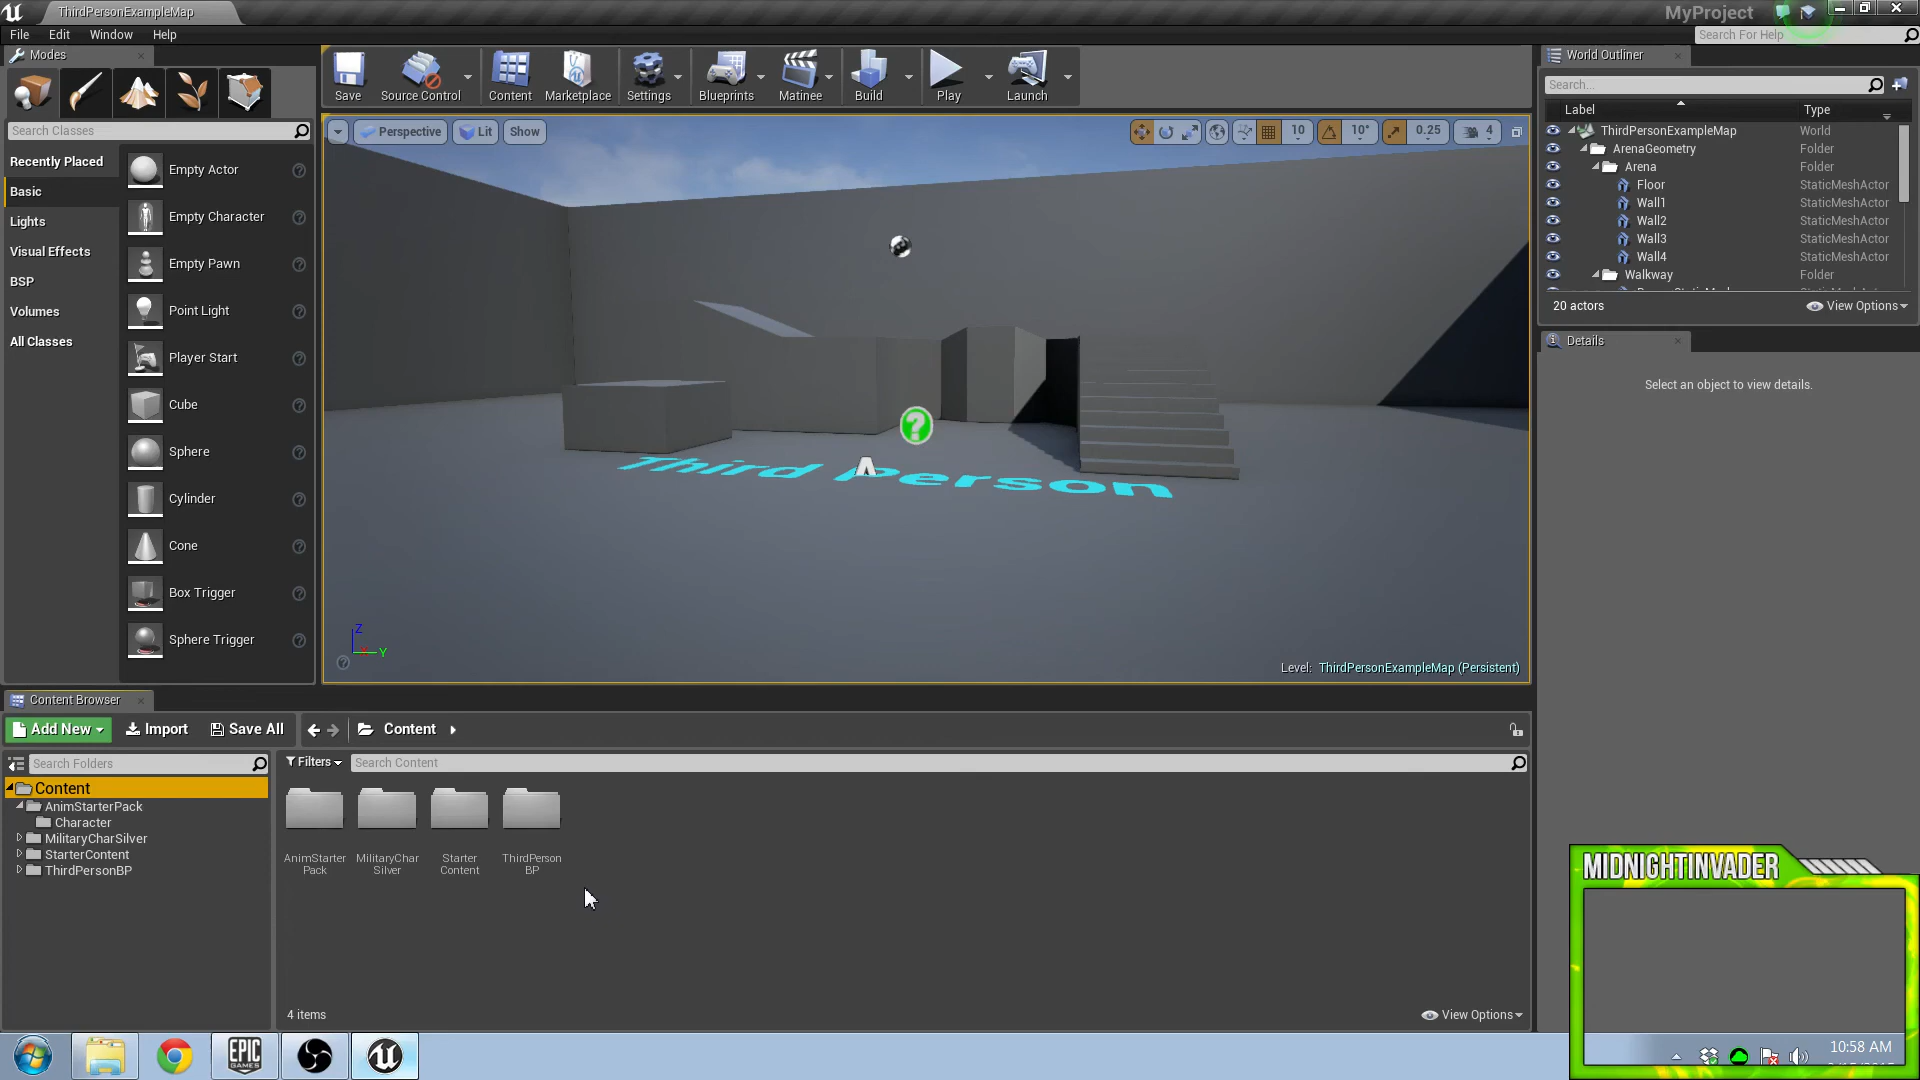 ThirdPersonExampleMap
MyProject
File Edit Window Help
Search For Help
Modes
Save
Source Control
Content
Marketplace
Settings
Blueprints
Matinee
Build
Play
Launch
World Outliner
Search...
Label Type
Search Classes
Perspective
Lit
Show
10
10°
0.25
4
Recently Placed
Basic
Lights
Visual Effects
BSP
Volumes
All Classes
Empty Actor
Empty Character
Empty Pawn
Point Light
Player Start
Cube
Sphere
Cylinder
Cone
Box Trigger
Sphere Trigger
ThirdPersonExampleMap World
ArenaGeometry Folder
Arena Folder
Floor StaticMeshActor
Wall1 StaticMeshActor
Wall2 StaticMeshActor
Wall3 StaticMeshActor
Wall4 StaticMeshActor
Walkway Folder
20 actors
View Options
Details
Select an object to view details.
Third Person
Z
Y
Level: ThirdPersonExampleMap (Persistent)
Content Browser
Add New
Import
Save All
Content
Search Folders
Filters
Search Content
Content
AnimStarterPack
Character
MilitaryCharSilver
StarterContent
ThirdPersonBP
AnimStarter
Pack
MilitaryChar
Silver
Starter
Content
ThirdPerson
BP
4 items
View Options
MIDNIGHTINVADER
EPIC
GAMES
10:58 AM